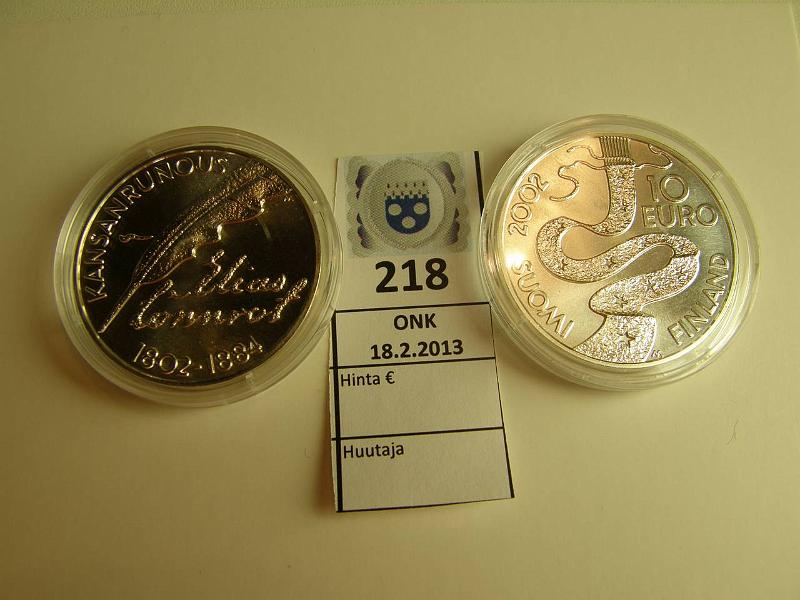 KANSANRUNOUS
Elias
Lönnrot
1802-1884
218
ONK
18.2.2013
Hinta €
Huutaja
2002
10
EURO
SUOMI
FINLAND